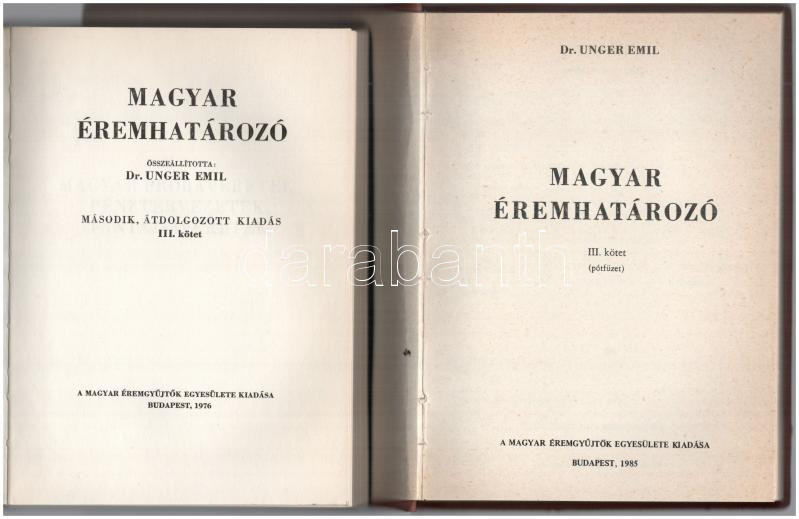 MAGYAR
ÉREMHATÁROZÓ
ÖSSZEÁLLÍTOTTA:
Dr. UNGER EMIL
MÁSODIK, ÁTDOLGOZOTT KIADÁS
III. kötet
A MAGYAR ÉREMGYŰJTŐK EGYESÜLETE KIADÁSA
BUDAPEST, 1976
Dr. UNGER EMIL
MAGYAR
ÉREMHATÁROZÓ
III. kötet
(pótfüzet)
A MAGYAR ÉREMGYŰJTŐK EGYESÜLETE KIADÁSA
BUDAPEST, 1985
darabanth